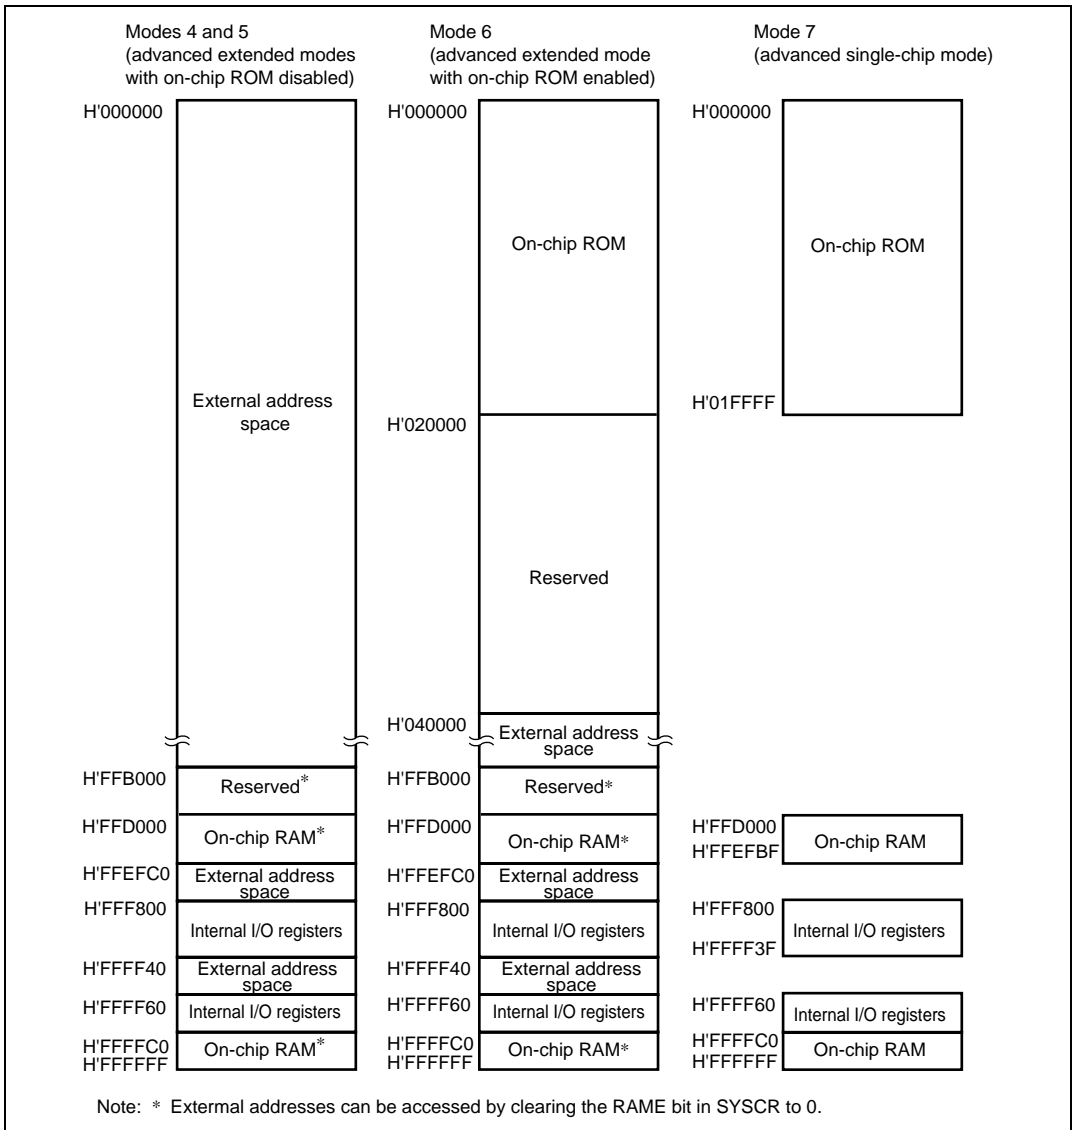 Modes 4 and 5
(advanced extended modes
with on-chip ROM disabled)
H'000000
External address
space
H'FFB000
Reserved*
H'FFD000
On-chip RAM*
H'FFEFC0
External address
space
H'FFF800
Internal I/O registers
H'FFFF40
External address
space
H'FFFF60
Internal I/O registers
H'FFFFC0
On-chip RAM*
H'FFFFFF
Mode 6
(advanced extended mode
with on-chip ROM enabled)
H'000000
On-chip ROM
H'020000
Reserved
H'040000
External address
space
H'FFB000
Reserved*
H'FFD000
On-chip RAM*
H'FFEFC0
External address
space
H'FFF800
Internal I/O registers
H'FFFF40
External address
space
H'FFFF60
Internal I/O registers
H'FFFFC0
On-chip RAM*
H'FFFFFF
Mode 7
(advanced single-chip mode)
H'000000
On-chip ROM
H'01FFFF
H'FFD000
On-chip RAM
H'FFEFBF
H'FFF800
Internal I/O registers
H'FFFF3F
H'FFFF60
Internal I/O registers
H'FFFFC0
On-chip RAM
H'FFFFFF
Note: * Extermal addresses can be accessed by clearing the RAME bit in SYSCR to 0.